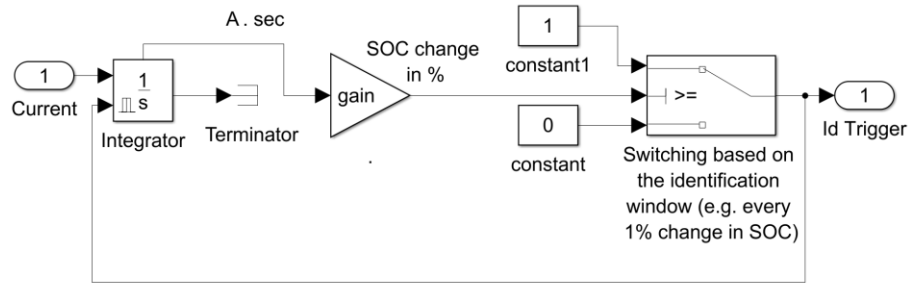 A . sec
1
Current
1
s
Integrator
Terminator
gain
SOC change
in %
1
constant1
0
constant
>=
Switching based on
the identification
window (e.g. every
1% change in SOC)
1
Id Trigger